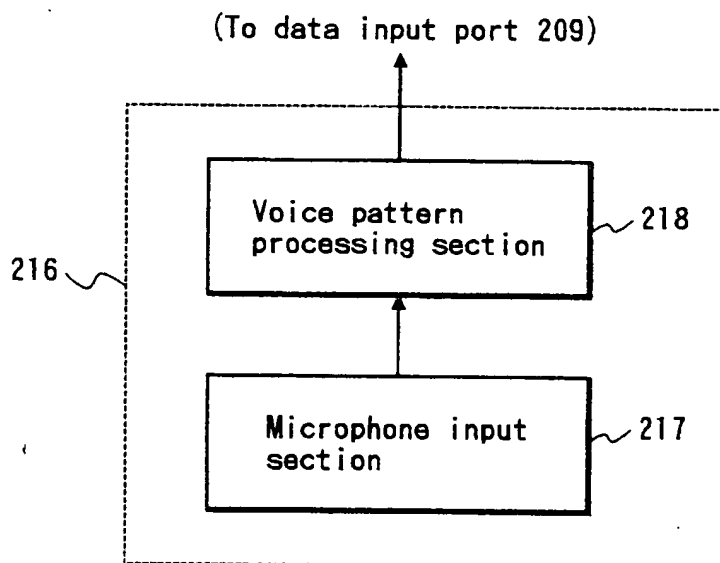 (To data input port 209)
Voice pattern
processing section
218
216
Microphone input
section
217